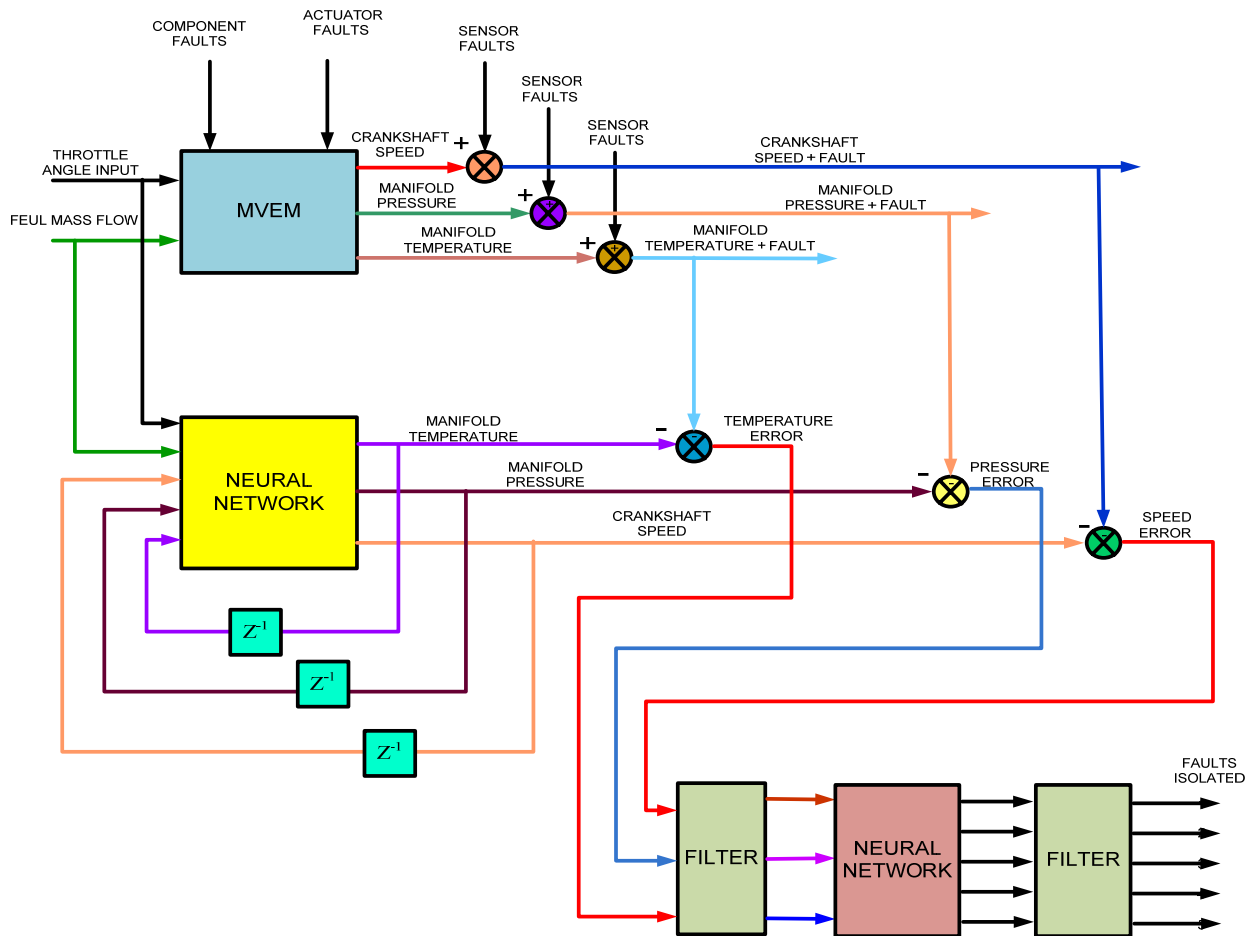 COMPONENT
FAULTS
ACTUATOR
FAULTS
SENSOR
FAULTS
SENSOR
FAULTS
SENSOR
FAULTS
THROTTLE
ANGLE INPUT
FEUL MASS FLOW
MVEM
CRANKSHAFT
SPEED
+
MANIFOLD
PRESSURE
+
+
MANIFOLD
TEMPERATURE
+
+
CRANKSHAFT
SPEED + FAULT
MANIFOLD
PRESSURE + FAULT
MANIFOLD
TEMPERATURE + FAULT
NEURAL
NETWORK
MANIFOLD
TEMPERATURE
-
-
TEMPERATURE
ERROR
MANIFOLD
PRESSURE
-
-
PRESSURE
ERROR
CRANKSHAFT
SPEED
-
-
SPEED
ERROR
Z-1
Z-1
Z-1
FILTER
NEURAL
NETWORK
FILTER
FAULTS
ISOLATED